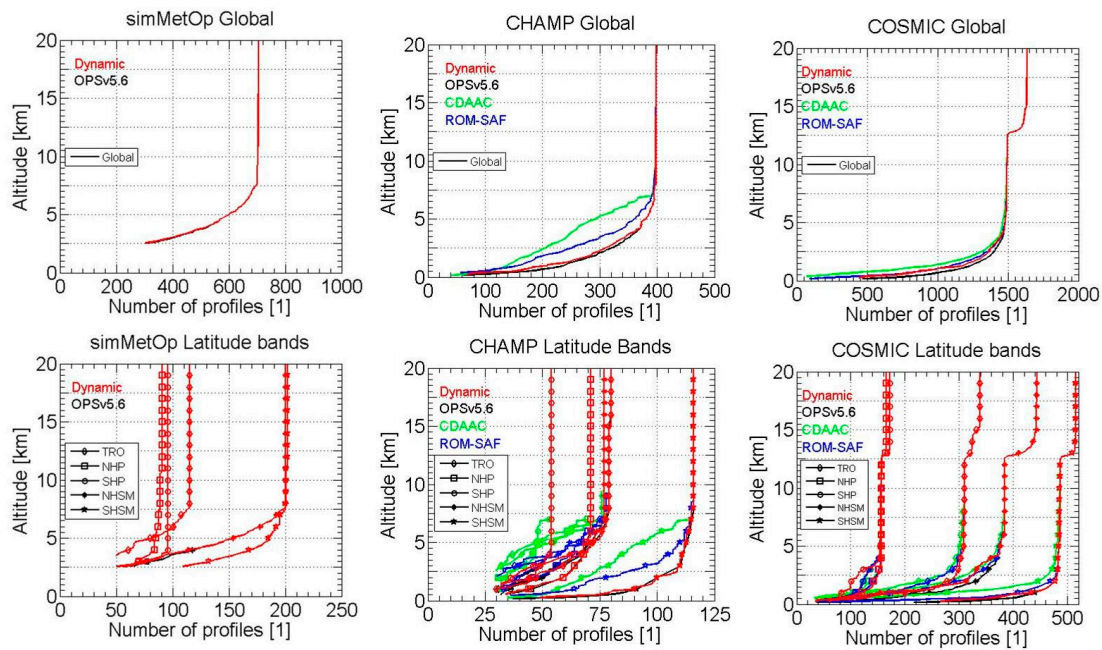 simMetOp Global
Altitude [km]
20
15
10
5
0
Dynamic
OPSv5.6
Global
0 200 400 600 800 1000
Number of profiles [1]
CHAMP Global
Altitude [km]
20
15
10
5
0
Dynamic
OPSv5.6
CDAAC
ROM-SAF
Global
0 100 200 300 400 500
Number of profiles [1]
COSMIC Global
Altitude [km]
20
15
10
5
0
Dynamic
OPSv5.6
CDAAC
ROM-SAF
Global
0 500 1000 1500 2000
Number of profiles [1]
simMetOp Latitude bands
Altitude [km]
20
15
10
5
0
Dynamic
OPSv5.6
TRO
NHP
SHP
NHSM
SHSM
0 50 100 150 200 250
Number of profiles [1]
CHAMP Latitude Bands
Altitude [km]
20
15
10
5
0
Dynamic
OPSv5.6
CDAAC
ROM-SAF
TRO
NHP
SHP
NHSM
SHSM
0 25 50 75 100 125
Number of profiles [1]
COSMIC Latitude bands
Altitude [km]
20
15
10
5
0
Dynamic
OPSv5.6
CDAAC
ROM-SAF
TRO
NHP
SHP
NHSM
SHSM
0 100 200 300 400 500
Number of profiles [1]